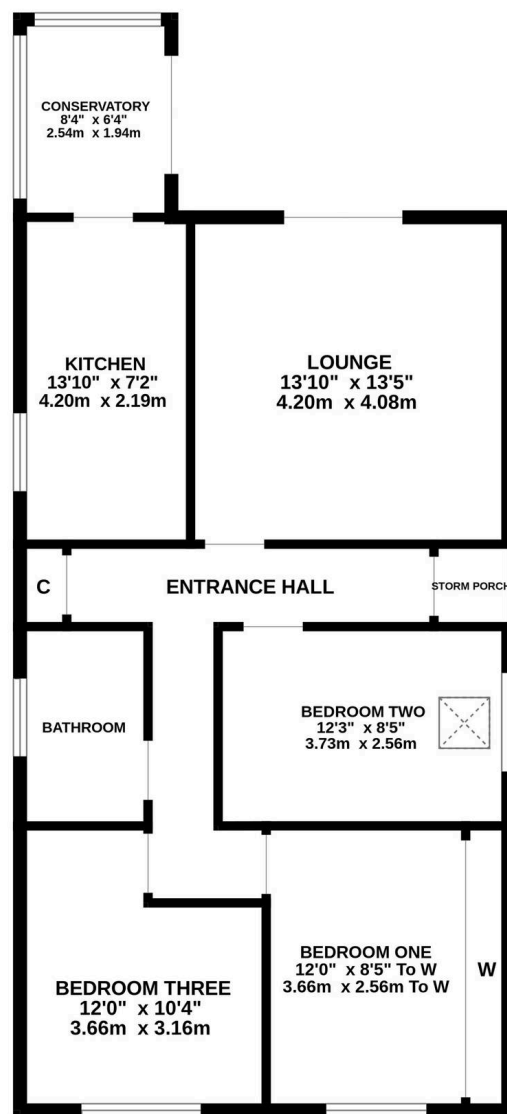 CONSERVATORY
8'4" x 6'4"
2.54m x 1.94m
KITCHEN
13'10" x 7'2"
4.20m x 2.19m
LOUNGE
13'10" x 13'5"
4.20m x 4.08m
C
ENTRANCE HALL
STORM PORCH
BATHROOM
BEDROOM TWO
12'3" x 8'5"
3.73m x 2.56m
BEDROOM THREE
12'0" x 10'4"
3.66m x 3.16m
BEDROOM ONE
12'0" x 8'5" To W
3.66m x 2.56m To W
W